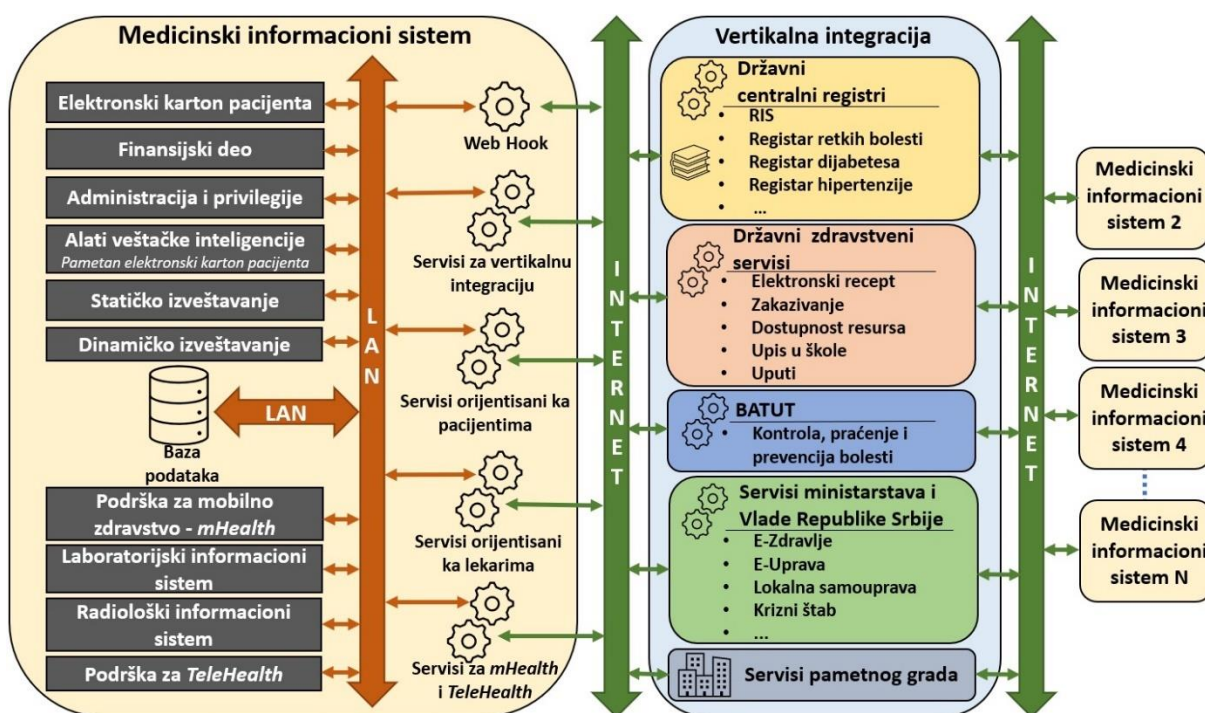 Medicinski informacioni sistem
Elektronski karton pacijenta
Finansijski deo
Administracija i privilegije
Alati veštačke inteligencije
Pametan elektronski karton pacijenta
Statičko izveštavanje
Dinamičko izveštavanje
LAN
Baza
podataka
Podrška za mobilno
zdravstvo - mHealth
Laboratorijski informacioni
sistem
Radiološki informacioni
sistem
Podrška za TeleHealth
LAN
Web Hook
Servisi za vertikalnu
integraciju
Servisi orijentisani ka
pacijentima
Servisi orijentisani
ka lekarima
Servisi za mHealth
i TeleHealth
INTERNET
Vertikalna integracija
Državni
centralni registri
• RIS
• Registar retkih bolesti
• Registar dijabetesa
• Registar hipertenzije
• ...
Državni zdravstveni
servisi
• Elektronski recept
• Zakazivanje
• Dostupnost resursa
• Upis u škole
• Uputi
BATUT
• Kontrola, praćenje i
prevencija bolesti
Servisi ministarstava i
Vlade Republike Srbije
• E-Zdravlje
• E-Uprava
• Lokalna samouprava
• Krizni štab
• ...
Servisi pametnog grada
INTERNET
Medicinski
informacioni
sistem 2
Medicinski
informacioni
sistem 3
Medicinski
informacioni
sistem 4
Medicinski
informacioni
sistem N